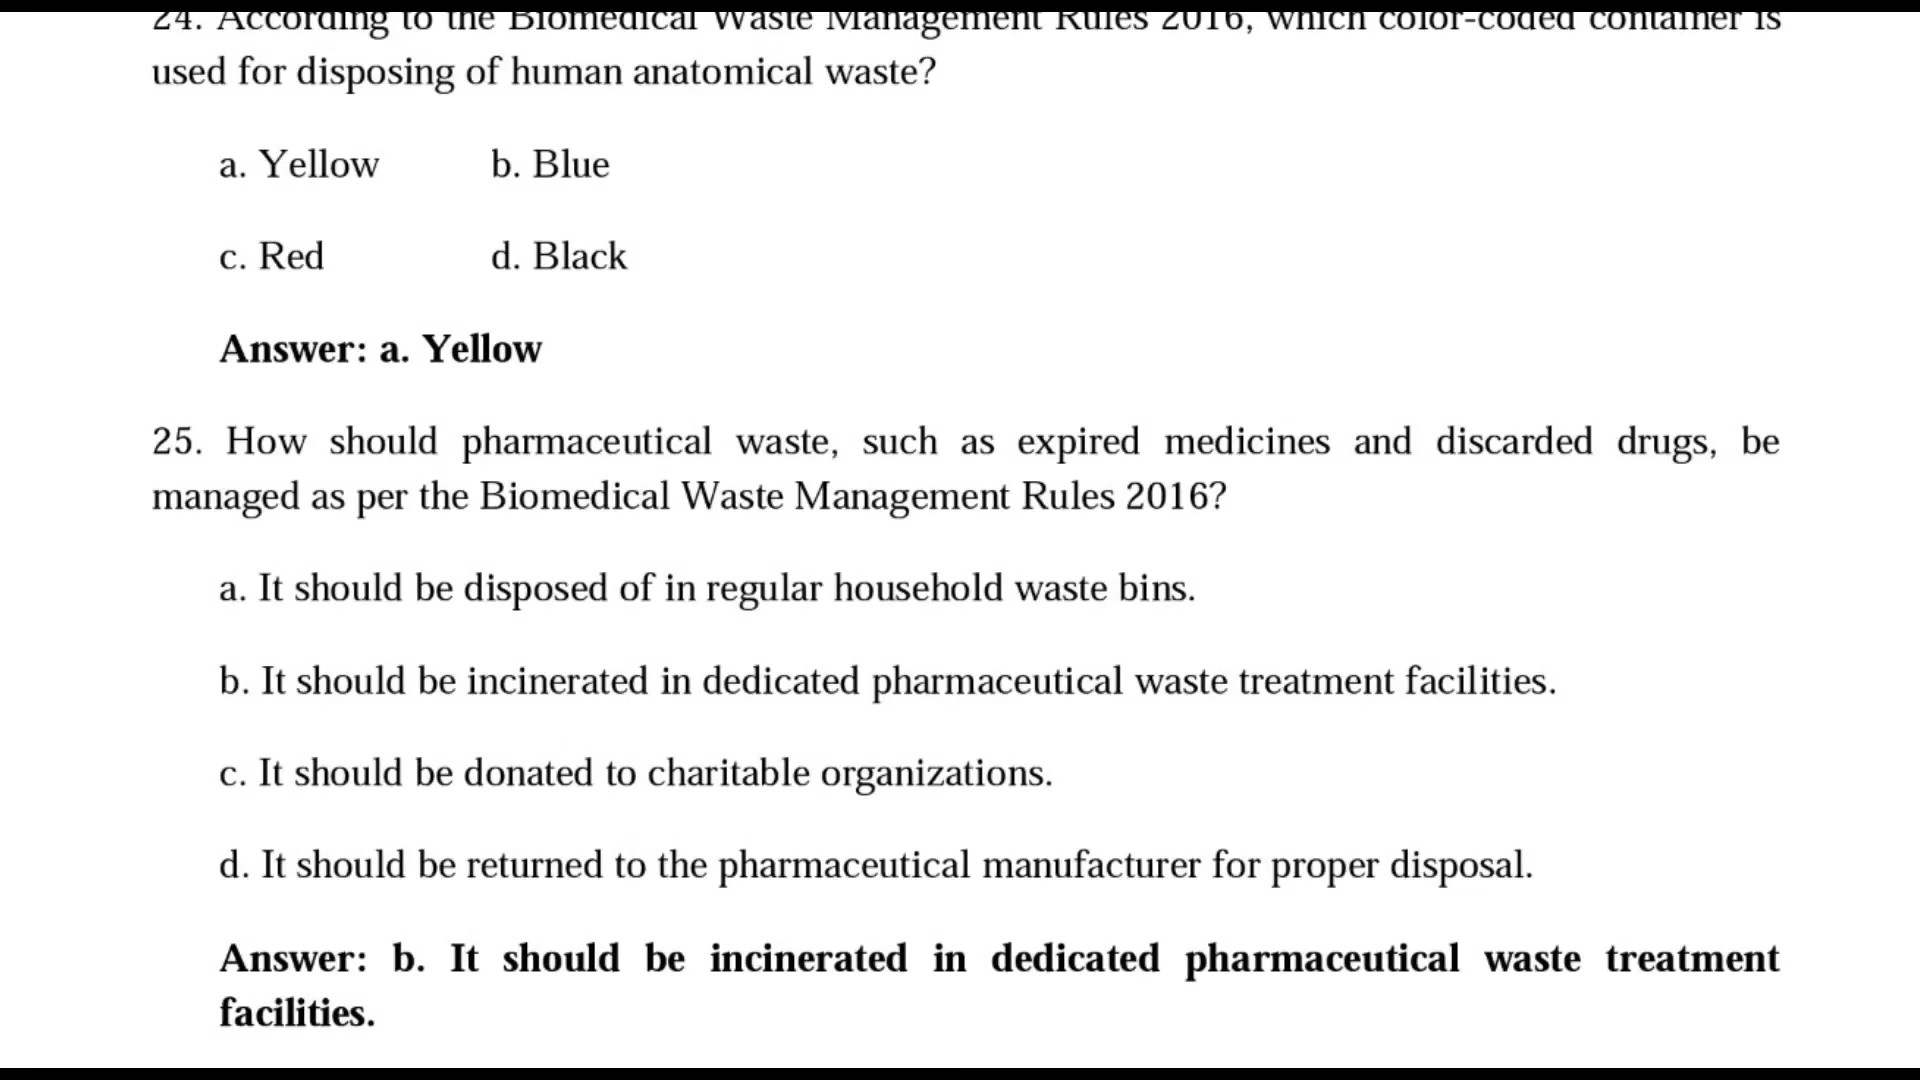 24. According to the Biomedical Waste Management Rules 2016, which color-coded container is
used for disposing of human anatomical waste?
a. Yellow b. Blue
c. Red d. Black
Answer: a. Yellow
25. How should pharmaceutical waste, such as expired medicines and discarded drugs, be
managed as per the Biomedical Waste Management Rules 2016?
a. It should be disposed of in regular household waste bins.
b. It should be incinerated in dedicated pharmaceutical waste treatment facilities.
c. It should be donated to charitable organizations.
d. It should be returned to the pharmaceutical manufacturer for proper disposal.
Answer: b. It should be incinerated in dedicated pharmaceutical waste treatment
facilities.